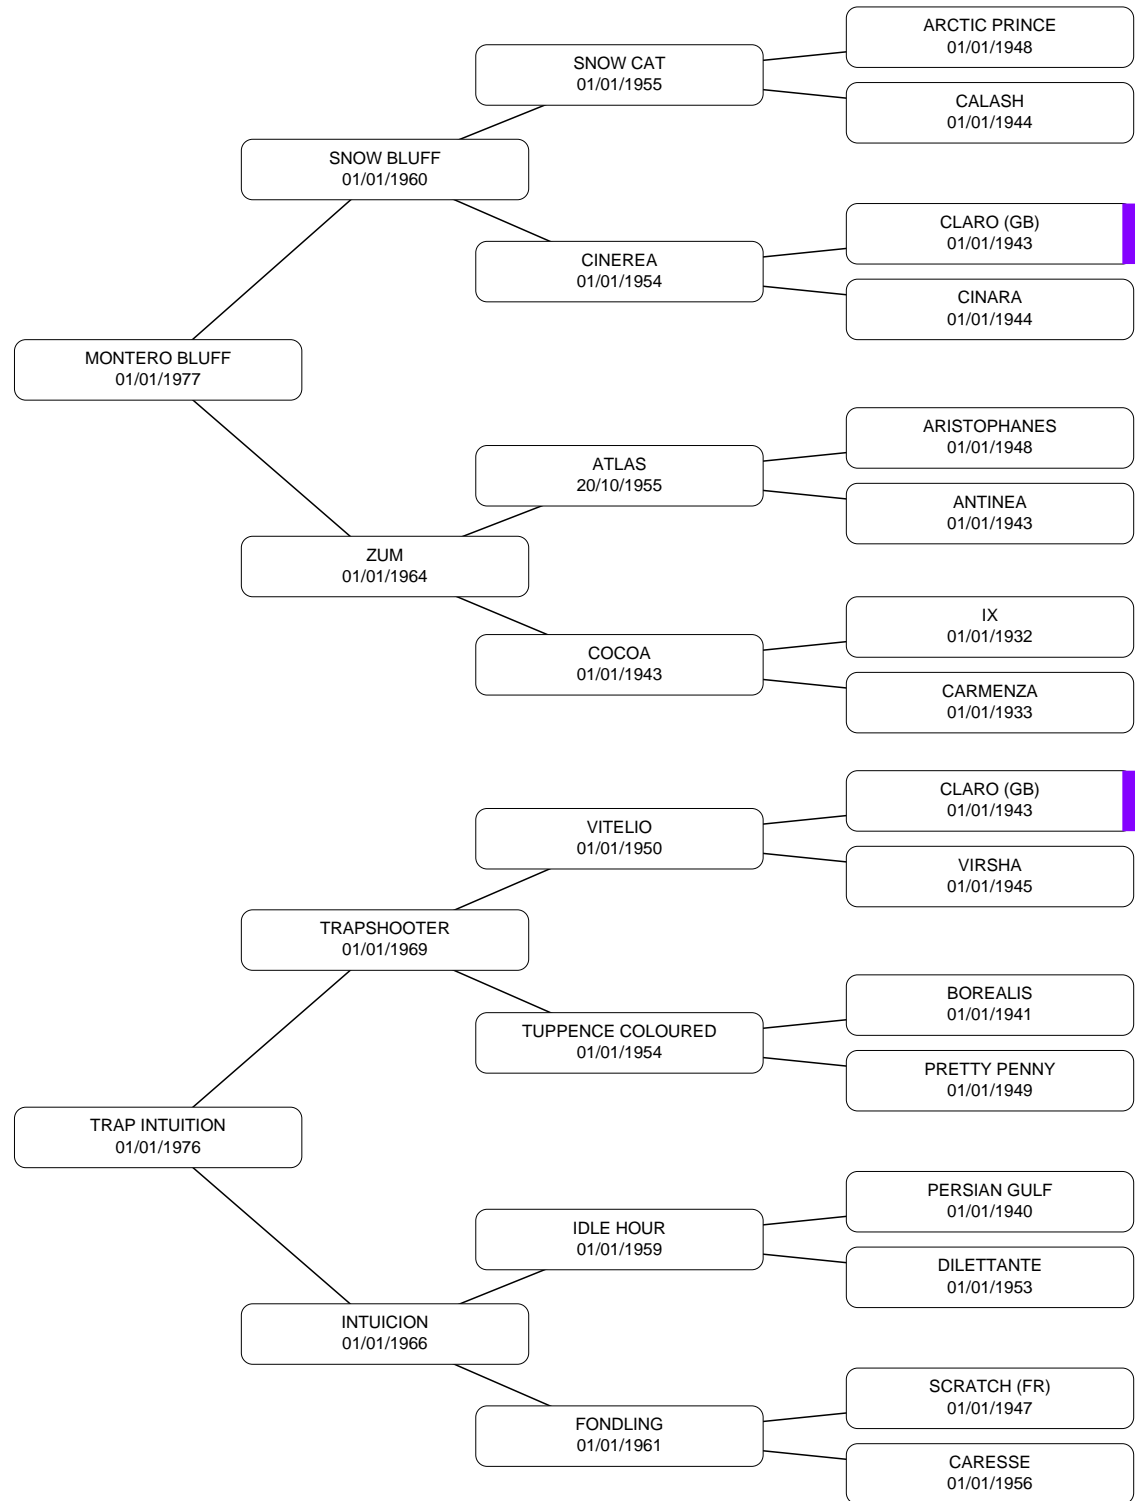 ARCTIC PRINCE
01/01/1948
SNOW CAT
01/01/1955
CALASH
01/01/1944
SNOW BLUFF
01/01/1960
CLARO (GB)
01/01/1943
CINEREA
01/01/1954
CINARA
01/01/1944
MONTERO BLUFF
01/01/1977
ARISTOPHANES
01/01/1948
ATLAS
20/10/1955
ANTINEA
01/01/1943
ZUM
01/01/1964
IX
01/01/1932
COCOA
01/01/1943
CARMENZA
01/01/1933
CLARO (GB)
01/01/1943
VITELIO
01/01/1950
VIRSHA
01/01/1945
TRAPSHOOTER
01/01/1969
BOREALIS
01/01/1941
TUPPENCE COLOURED
01/01/1954
PRETTY PENNY
01/01/1949
TRAP INTUITION
01/01/1976
PERSIAN GULF
01/01/1940
IDLE HOUR
01/01/1959
DILETTANTE
01/01/1953
INTUICION
01/01/1966
SCRATCH (FR)
01/01/1947
FONDLING
01/01/1961
CARESSE
01/01/1956